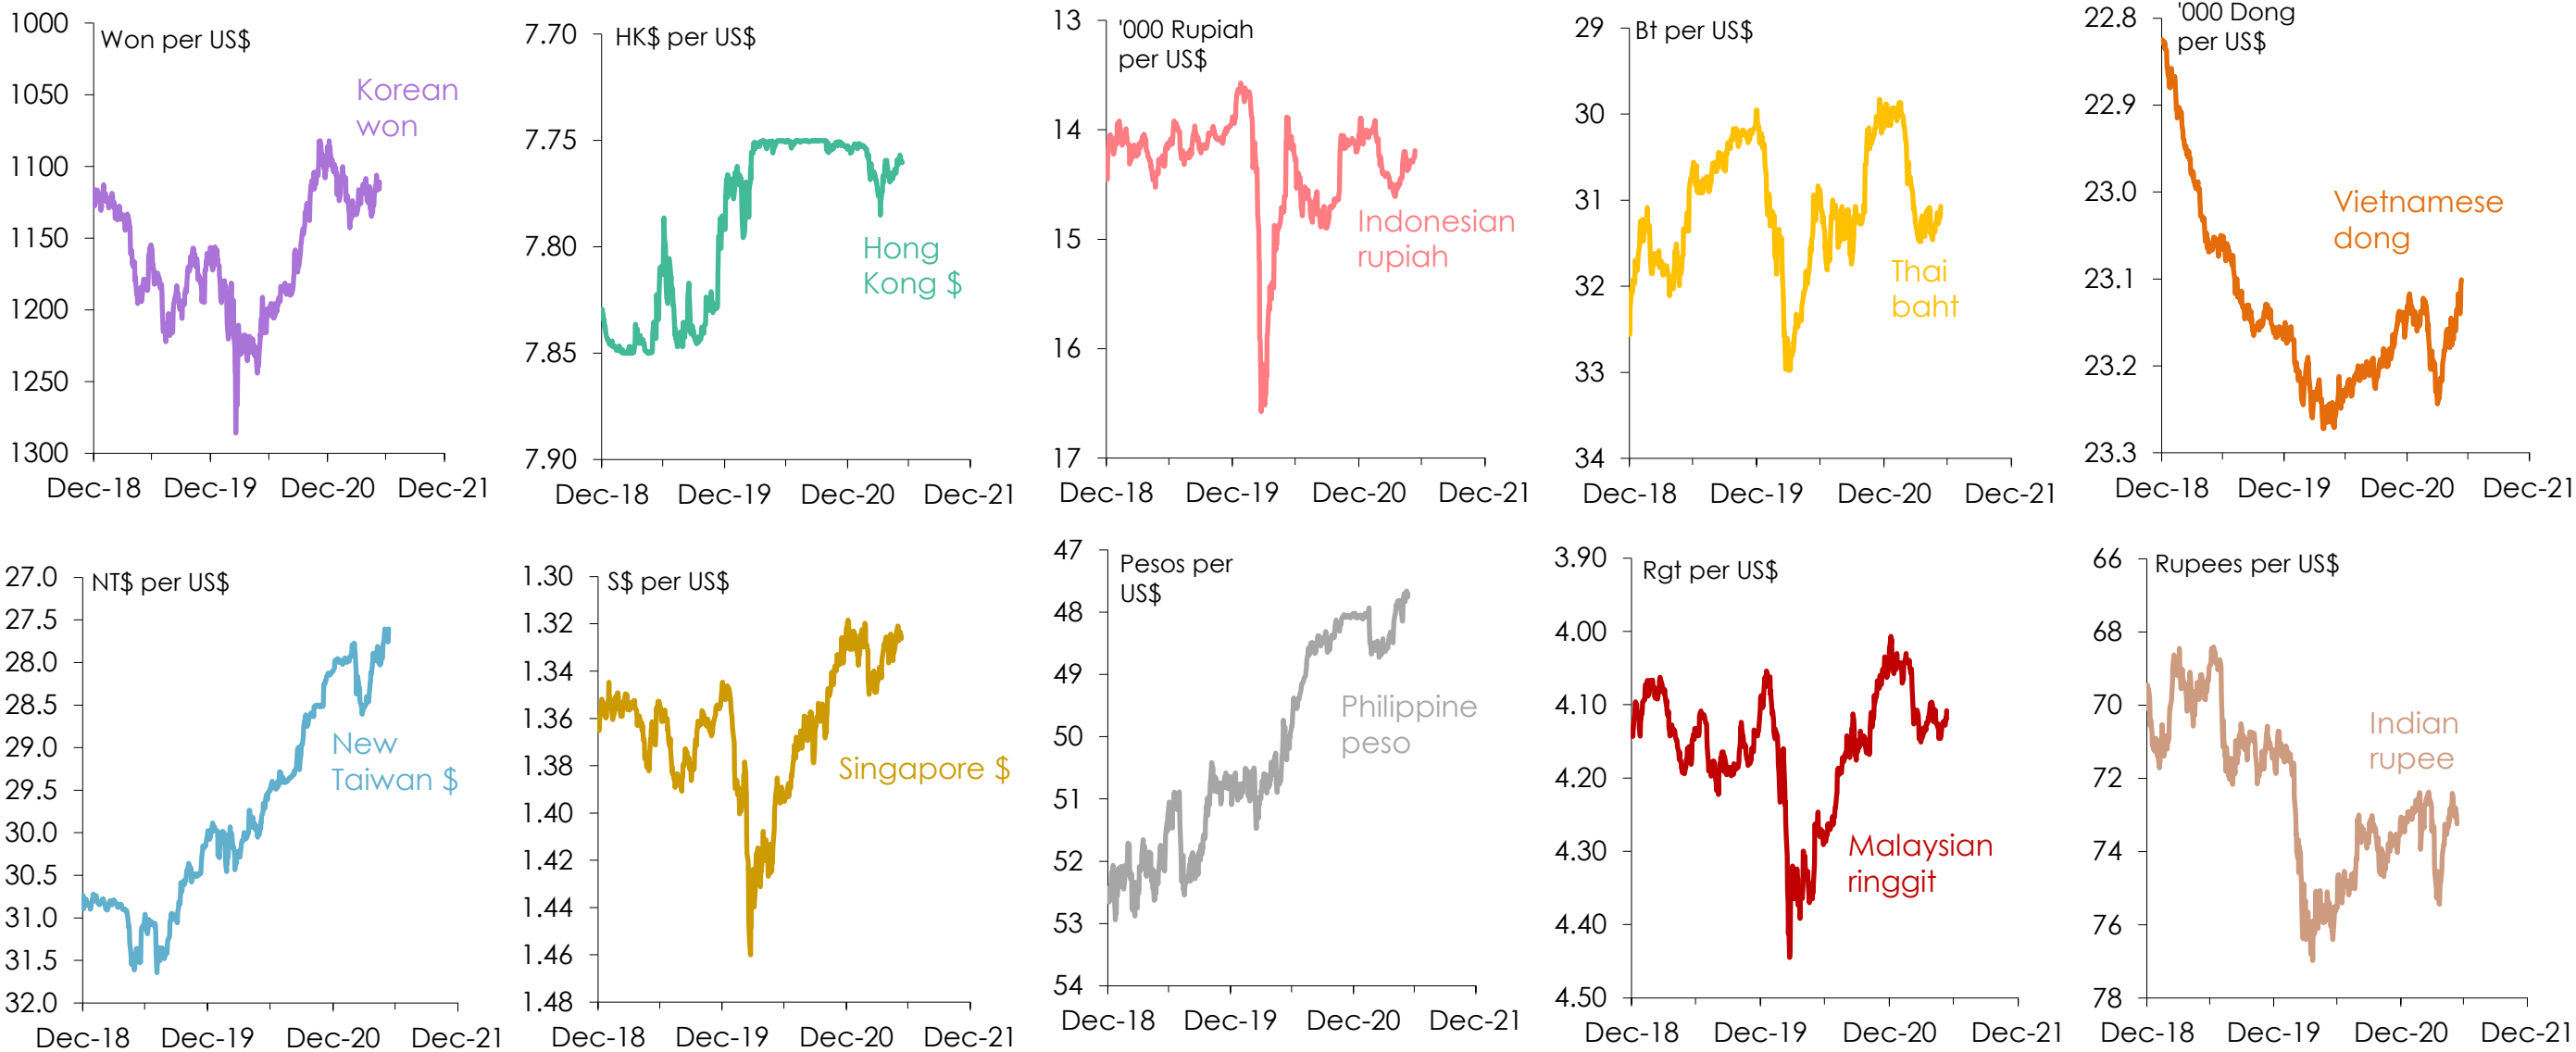 Won per US$
Korean
won
1000
1050
1100
1150
1200
1250
1300
Dec-18 Dec-19 Dec-20 Dec-21
HK$ per US$
Hong
Kong $
7.70
7.75
7.80
7.85
7.90
Dec-18 Dec-19 Dec-20 Dec-21
'000 Rupiah
per US$
Indonesian
rupiah
13
14
15
16
17
Dec-18 Dec-19 Dec-20 Dec-21
Bt per US$
Thai
baht
29
30
31
32
33
34
Dec-18 Dec-19 Dec-20 Dec-21
'000 Dong
per US$
Vietnamese
dong
22.8
22.9
23.0
23.1
23.2
23.3
Dec-18 Dec-19 Dec-20 Dec-21
NT$ per US$
New
Taiwan $
27.0
27.5
28.0
28.5
29.0
29.5
30.0
30.5
31.0
31.5
32.0
Dec-18 Dec-19 Dec-20 Dec-21
S$ per US$
Singapore $
1.30
1.32
1.34
1.36
1.38
1.40
1.42
1.44
1.46
1.48
Dec-18 Dec-19 Dec-20 Dec-21
Pesos per
US$
Philippine
peso
47
48
49
50
51
52
53
54
Dec-18 Dec-19 Dec-20 Dec-21
Rgt per US$
Malaysian
ringgit
3.90
4.00
4.10
4.20
4.30
4.40
4.50
Dec-18 Dec-19 Dec-20 Dec-21
Rupees per US$
Indian
rupee
66
68
70
72
74
76
78
Dec-18 Dec-19 Dec-20 Dec-21